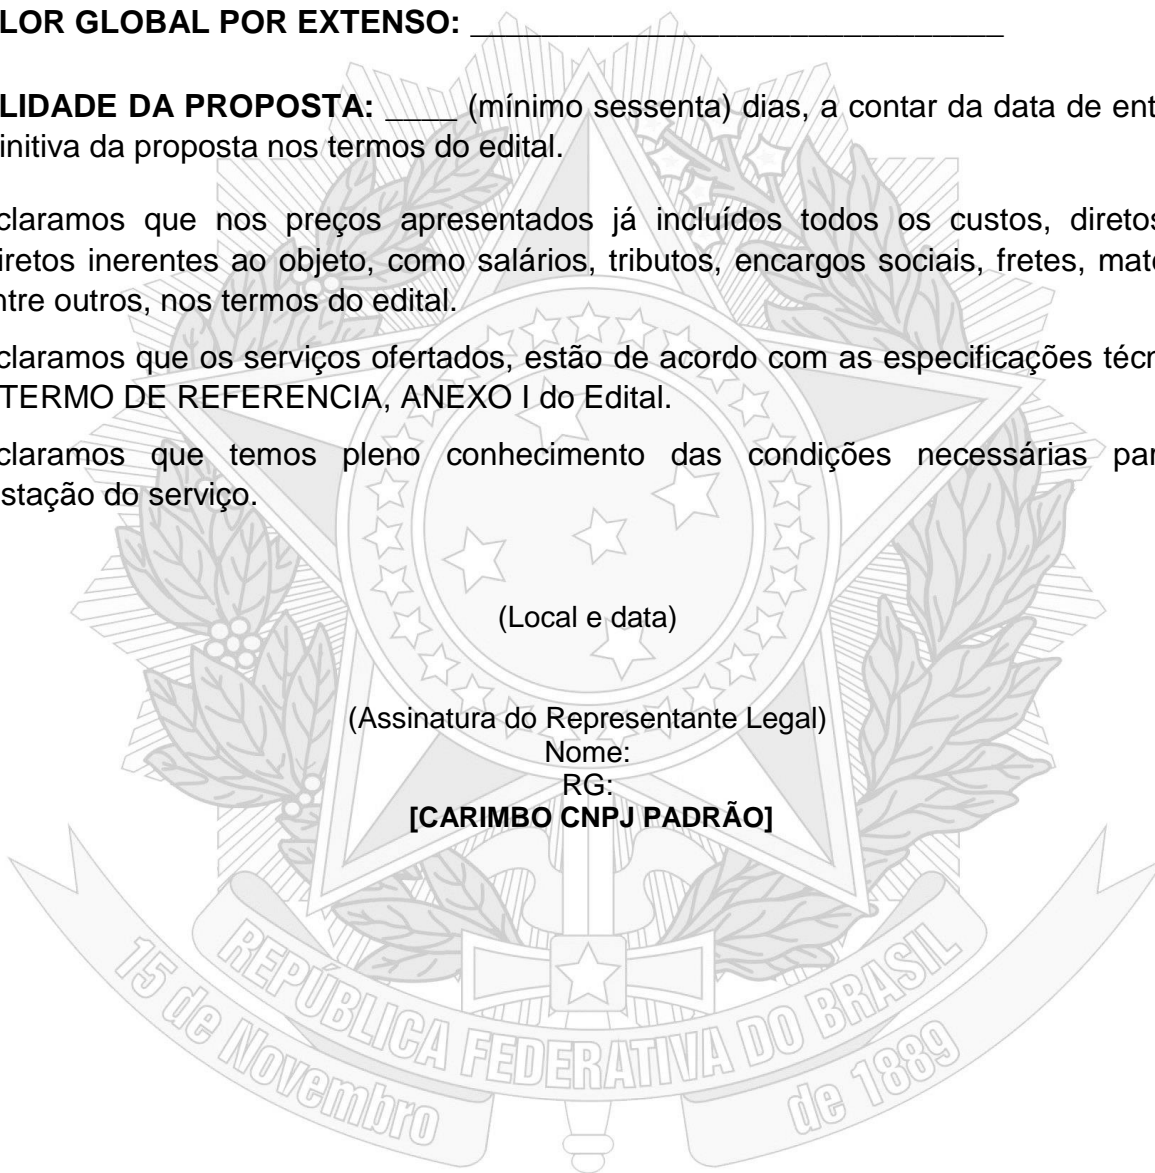 LOR GLOBAL POR EXTENSO: ______________________________
LIDADE DA PROPOSTA: ____ (mínimo sessenta) dias, a contar da data de ent
initiva da proposta nos termos do edital.
claramos que nos preços apresentados já incluídos todos os custos, diretos
iretos inerentes ao objeto, como salários, tributos, encargos sociais, fretes, mate
ntre outros, nos termos do edital.
claramos que os serviços ofertados, estão de acordo com as especificações técn
TERMO DE REFERENCIA, ANEXO I do Edital.
claramos que temos pleno conhecimento das condições necessárias par
stação do serviço.
(Local e data)
(Assinatura do Representante Legal)
Nome:
RG:
[CARIMBO CNPJ PADRÃO]
REPÚBLICA FEDERATIVA DO BRASIL
15 de Novembro de 1889